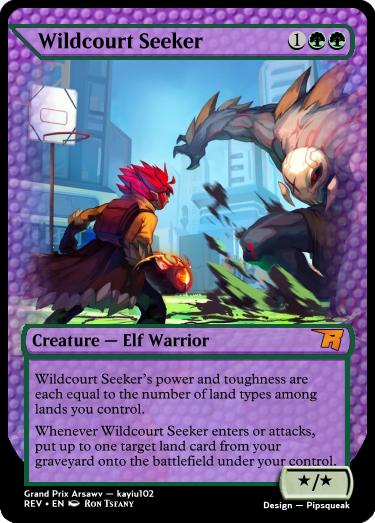 Wildcourt Seeker 1
Creature — Elf Warrior
Wildcourt Seeker's power and toughness are
each equal to the number of land types among
lands you control.
Whenever Wildcourt Seeker enters or attacks,
put up to one target land card from your
graveyard onto the battlefield under your control.
★/★
Grand Prix Arsawv — kayiu102
REV • EN Ron Tsfany
Design — Pipsqueak